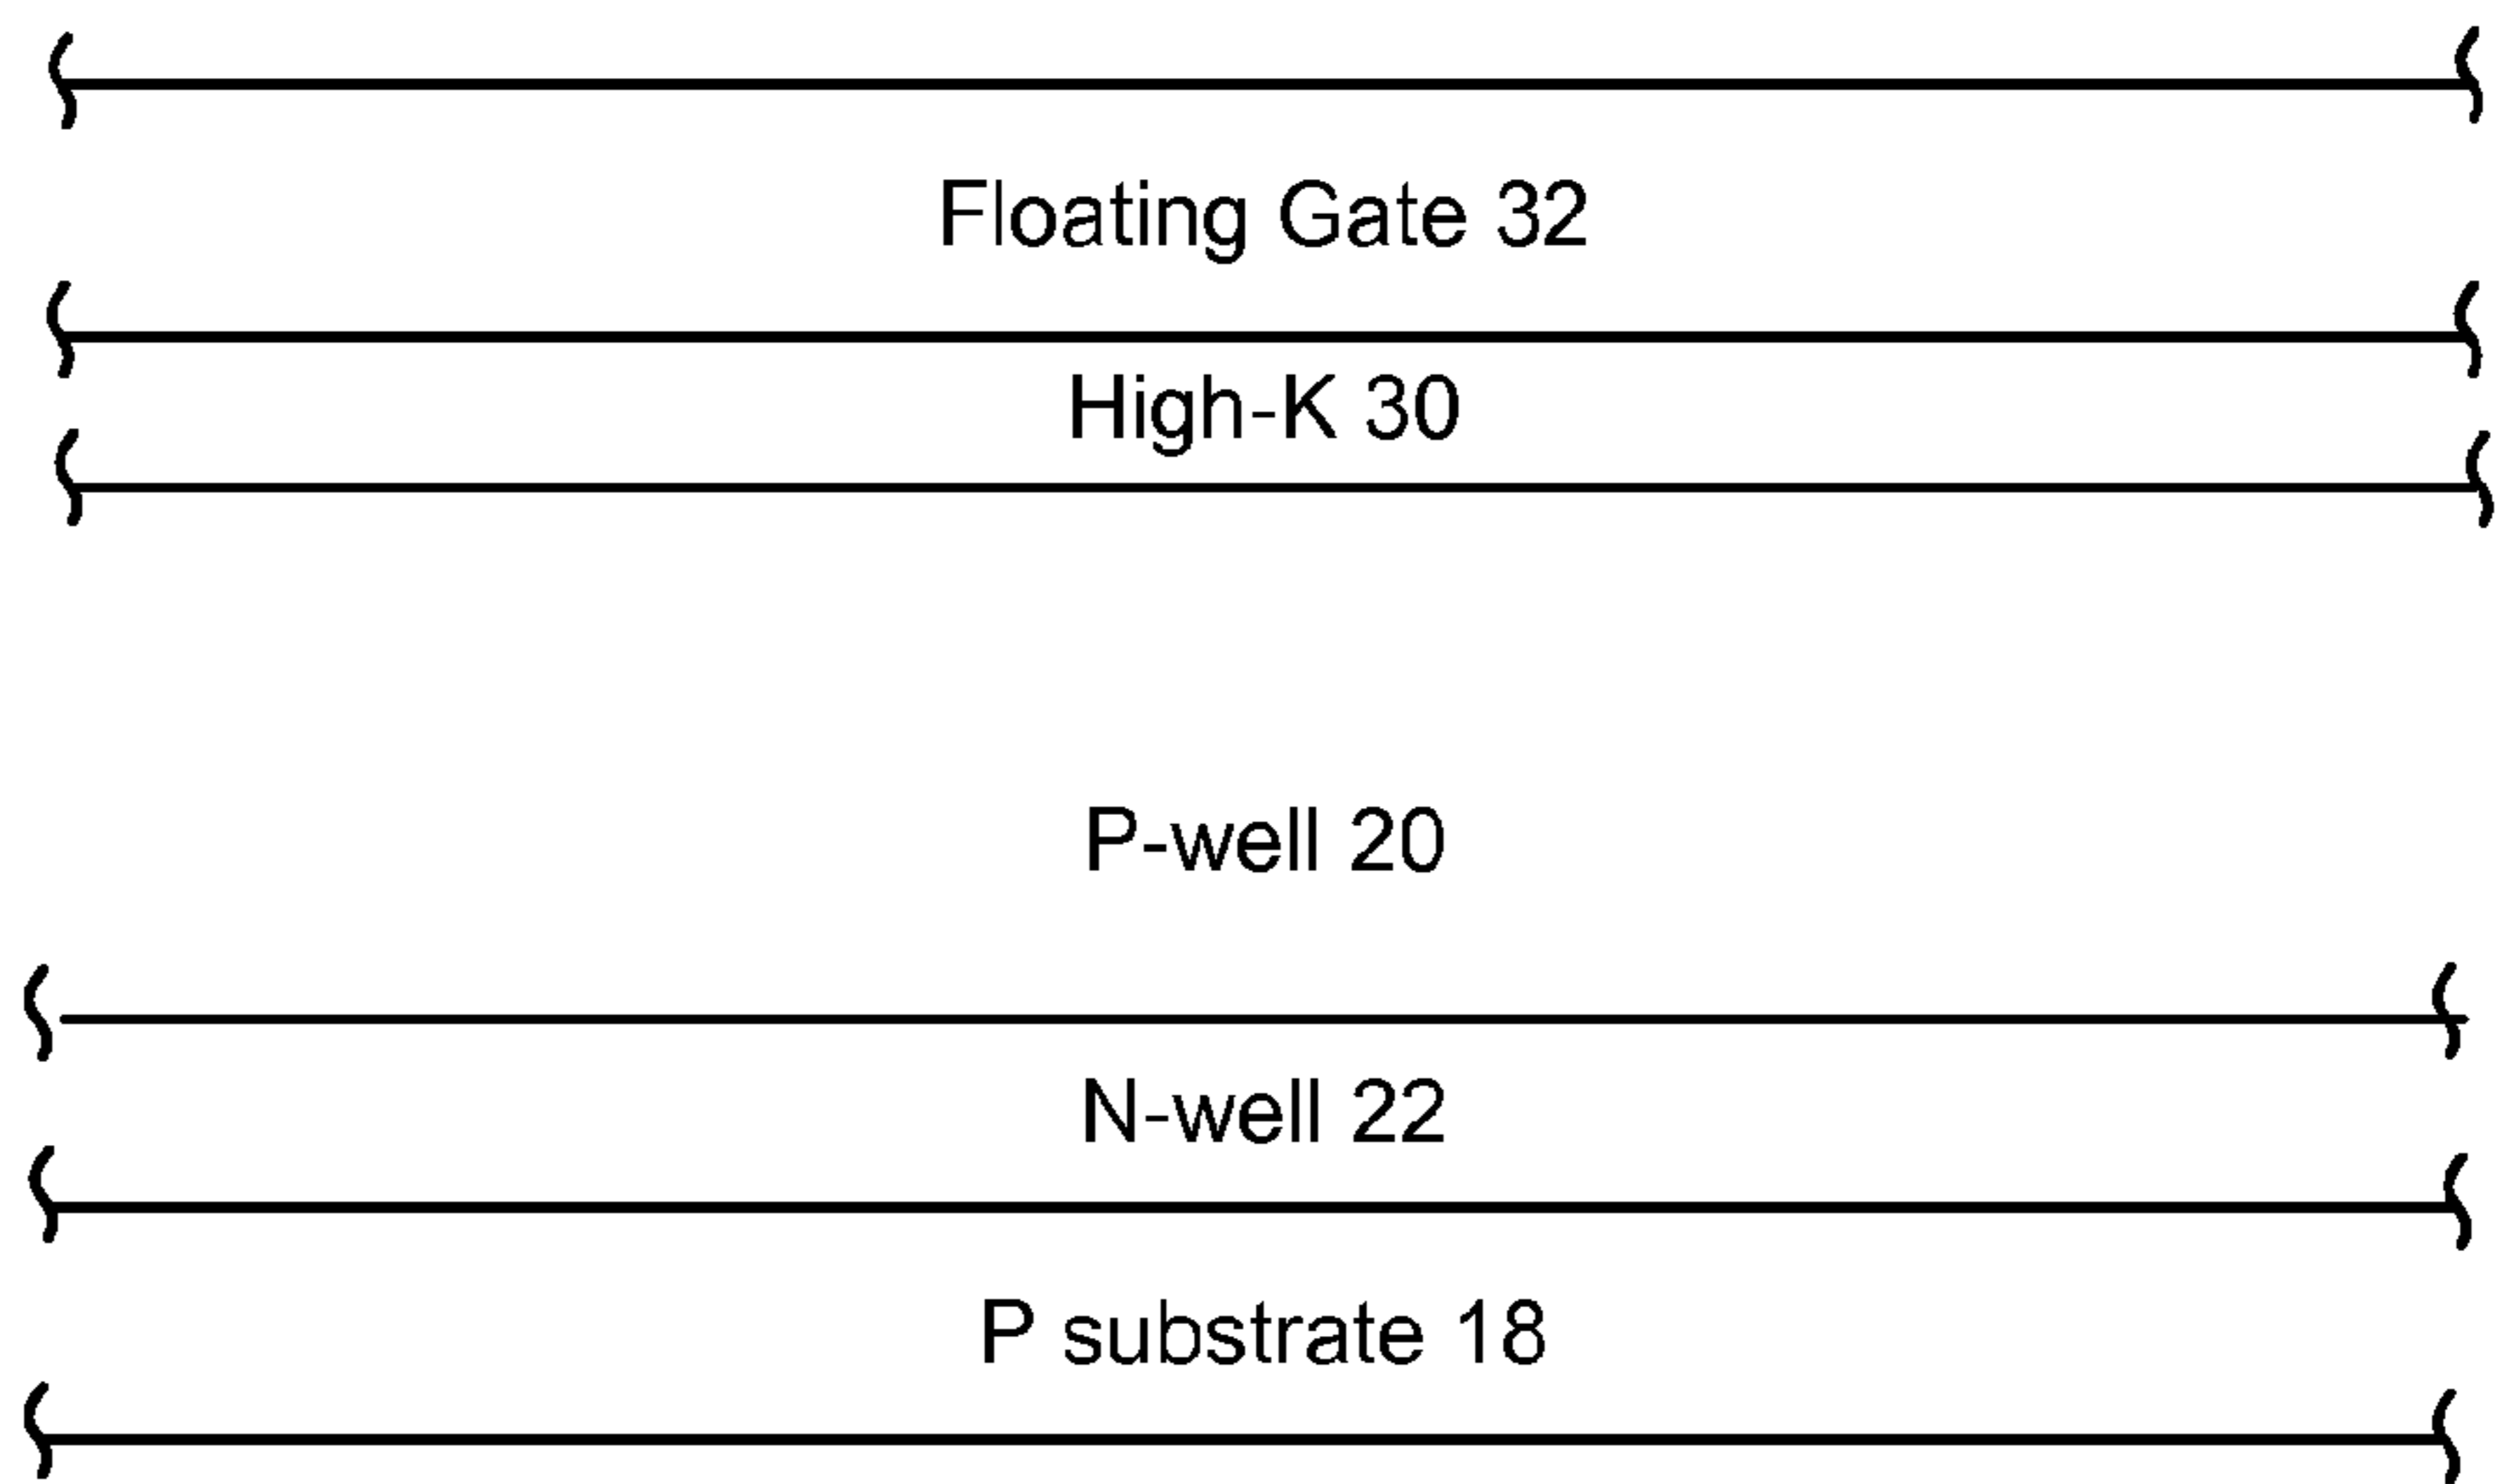 Floating Gate 32
High-K 30
P-well 20
N-well 22
P substrate 18